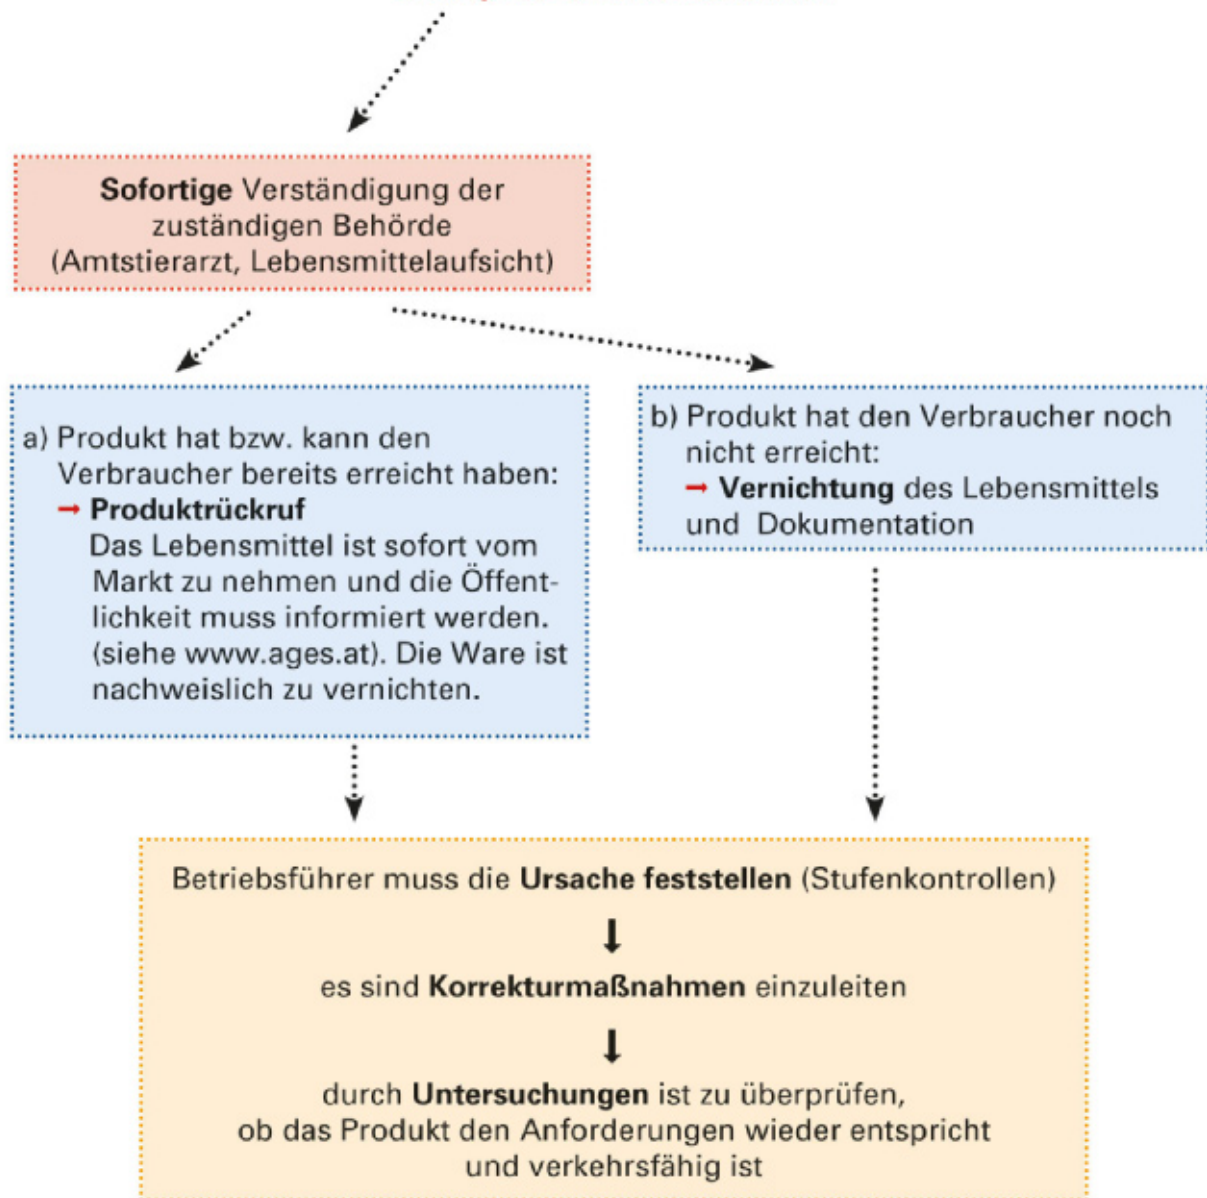 Sofortige Verständigung der
zuständigen Behörde
(Amtstierarzt, Lebensmittelaufsicht)
a) Produkt hat bzw. kann den
Verbraucher bereits erreicht haben:
→ Produktrückruf
Das Lebensmittel ist sofort vom
Markt zu nehmen und die Öffent-
lichkeit muss informiert werden.
(siehe www.ages.at). Die Ware ist
nachweislich zu vernichten.
b) Produkt hat den Verbraucher noch
nicht erreicht:
→ Vernichtung des Lebensmittels
und Dokumentation
Betriebsführer muss die Ursache feststellen (Stufenkontrollen)
es sind Korrekturmaßnahmen einzuleiten
durch Untersuchungen ist zu überprüfen,
ob das Produkt den Anforderungen wieder entspricht
und verkehrsfähig ist